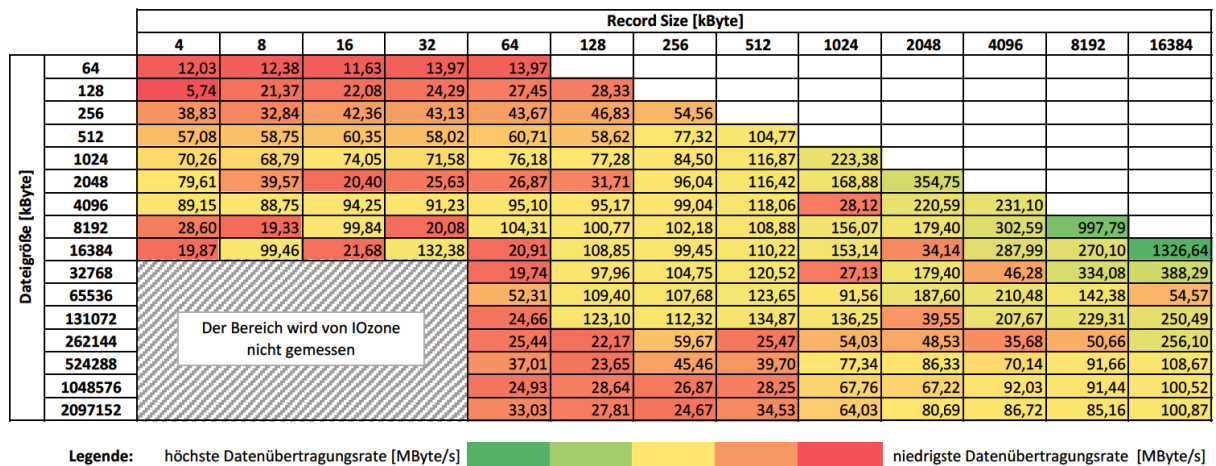 Record Size [kByte]
4 8 16 32 64 128 256 512 1024 2048 4096 8192 16384
Dateigröße [kByte]
64 12,03 12,38 11,63 13,97 13,97
128 5,74 21,37 22,08 24,29 27,45 28,33
256 38,83 32,84 42,36 43,13 43,67 46,83 54,56
512 57,08 58,75 60,35 58,02 60,71 58,62 77,32 104,77
1024 70,26 68,79 74,05 71,58 76,18 77,28 84,50 116,87 223,38
2048 79,61 39,57 20,40 25,63 26,87 31,71 96,04 116,42 168,88 354,75
4096 89,15 88,75 94,25 91,23 95,10 95,17 99,04 118,06 28,12 220,59 231,10
8192 28,60 19,33 99,84 20,08 104,31 100,77 102,18 108,88 156,07 179,40 302,59 997,79
16384 19,87 99,46 21,68 132,38 20,91 108,85 99,45 110,22 153,14 34,14 287,99 270,10 1326,64
32768 19,74 97,96 104,75 120,52 27,13 179,40 46,28 334,08 388,29
65536 52,31 109,40 107,68 123,65 91,56 187,60 210,48 142,38 54,57
131072 24,66 123,10 112,32 134,87 136,25 39,55 207,67 229,31 250,49
262144 25,44 22,17 59,67 25,47 54,03 48,53 35,68 50,66 256,10
524288 37,01 23,65 45,46 39,70 77,34 86,33 70,14 91,66 108,67
1048576 24,93 28,64 26,87 28,25 67,76 67,22 92,03 91,44 100,52
2097152 33,03 27,81 24,67 34,53 64,03 80,69 86,72 85,16 100,87
Der Bereich wird von IOzone
nicht gemessen
Legende: höchste Datenübertragungsrate [MByte/s] niedrigste Datenübertragungsrate [MByte/s]